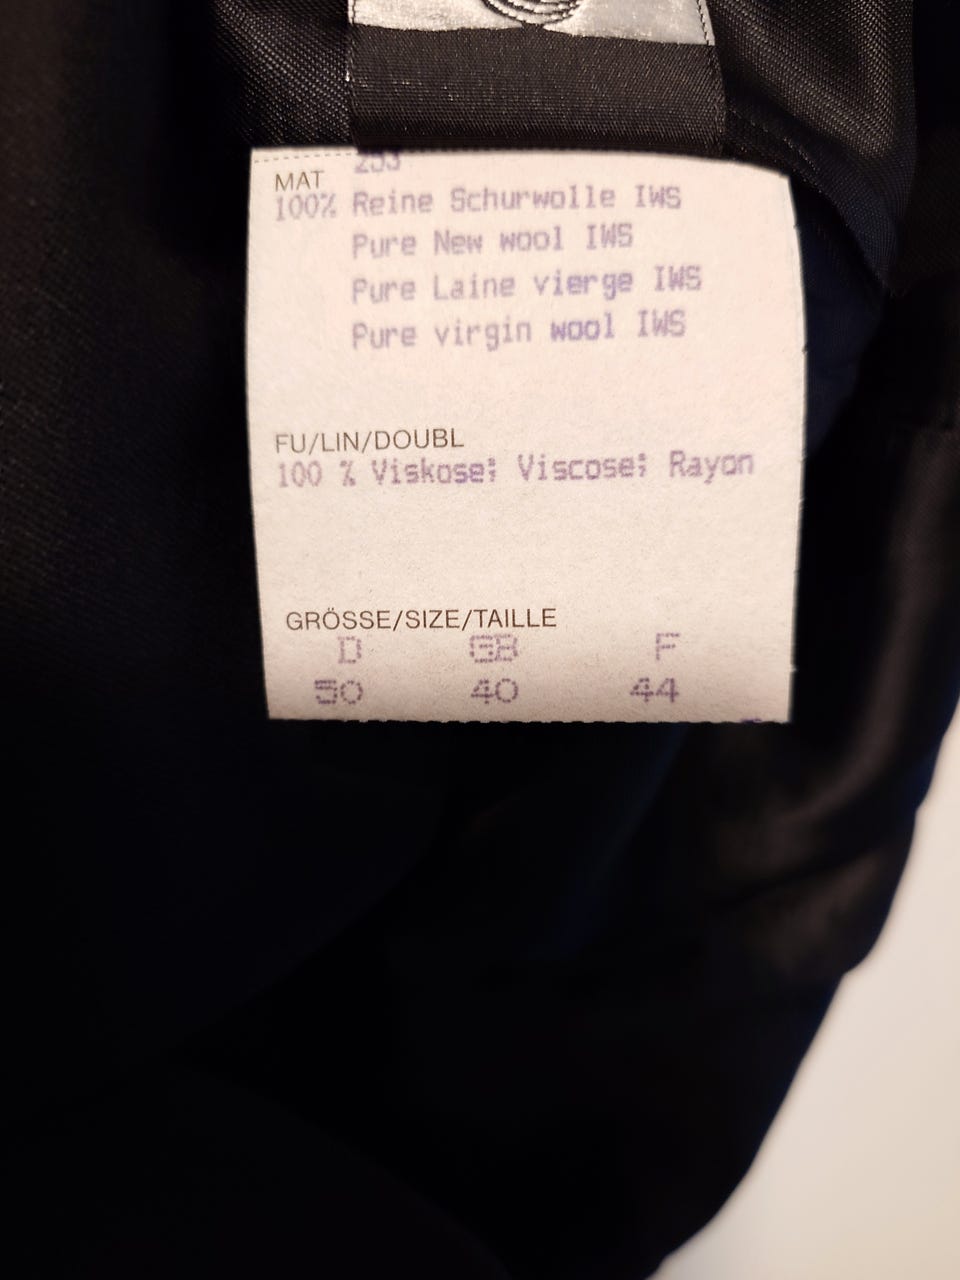 253
MAT
100% Reine Schurwolle IWS
Pure New wool IWS
Pure Laine vierge IWS
Pure virgin wool IWS
FU/LIN/DOUBL
100 % Viskose; Viscose; Rayon
GRÖSSE/SIZE/TAILLE
D GB F
50 40 44